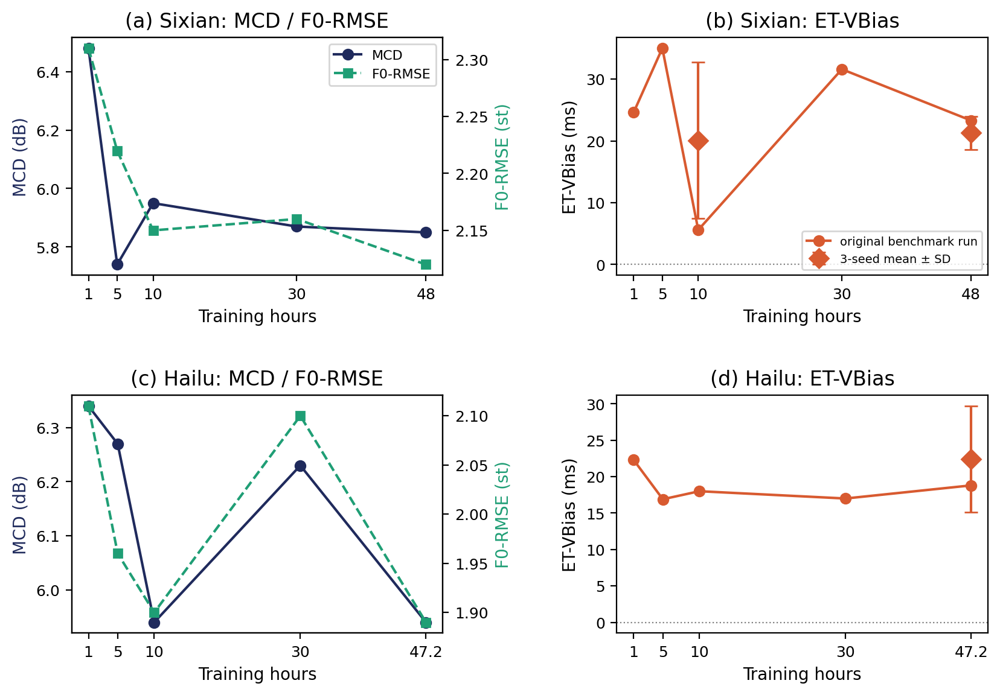 (a) Sixian: MCD / F0-RMSE
MCD
F0-RMSE
6.4
6.2
6.0
5.8
MCD (dB)
2.30
2.25
2.20
2.15
F0-RMSE (st)
1 5 10 30 48
Training hours
(b) Sixian: ET-VBias
30
20
10
0
ET-VBias (ms)
original benchmark run
3-seed mean ± SD
1 5 10 30 48
Training hours
(c) Hailu: MCD / F0-RMSE
6.3
6.2
6.1
6.0
MCD (dB)
2.10
2.05
2.00
1.95
1.90
F0-RMSE (st)
1 5 10 30 47.2
Training hours
(d) Hailu: ET-VBias
30
25
20
15
10
5
0
ET-VBias (ms)
1 5 10 30 47.2
Training hours